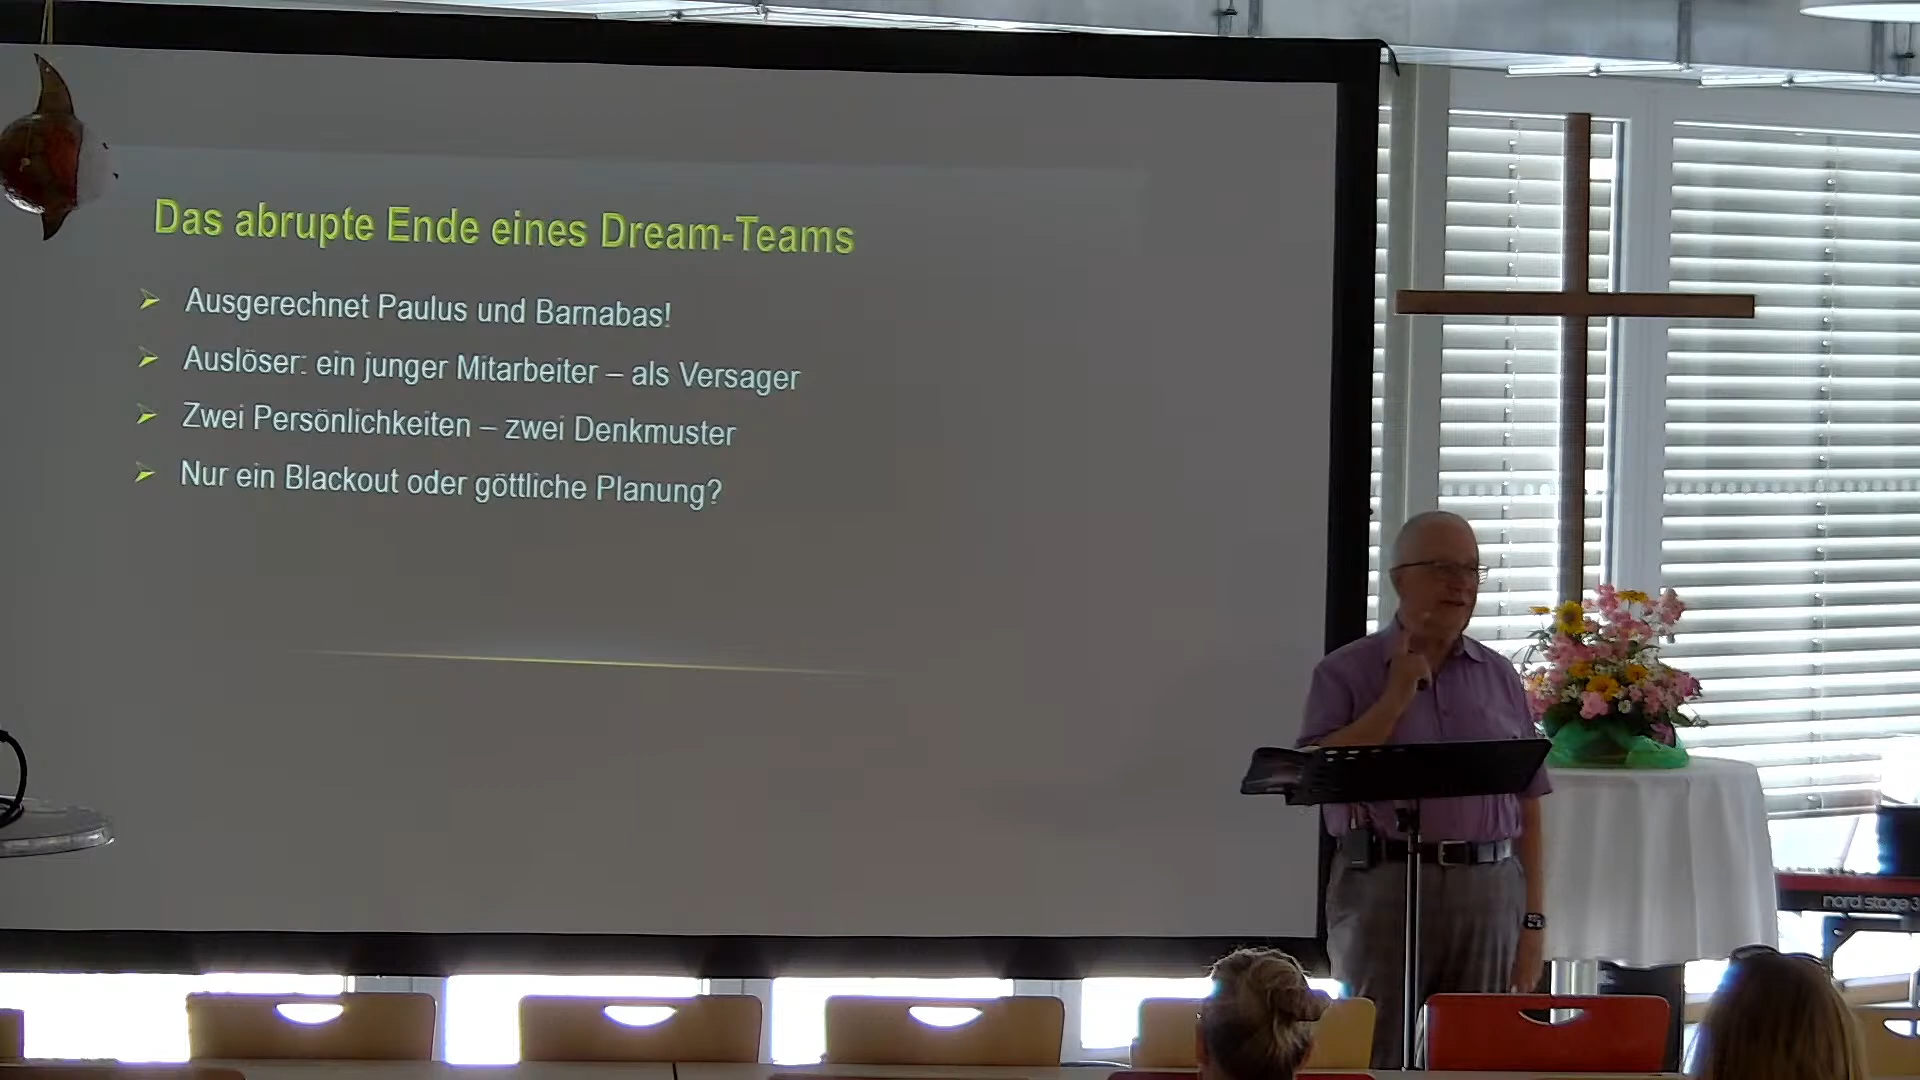 Das abrupte Ende eines Dream-Teams
Ausgerechnet Paulus und Barnabas!
Auslöser: ein junger Mitarbeiter – als Versager
Zwei Persönlichkeiten – zwei Denkmuster
Nur ein Blackout oder göttliche Planung?
nord stage 3